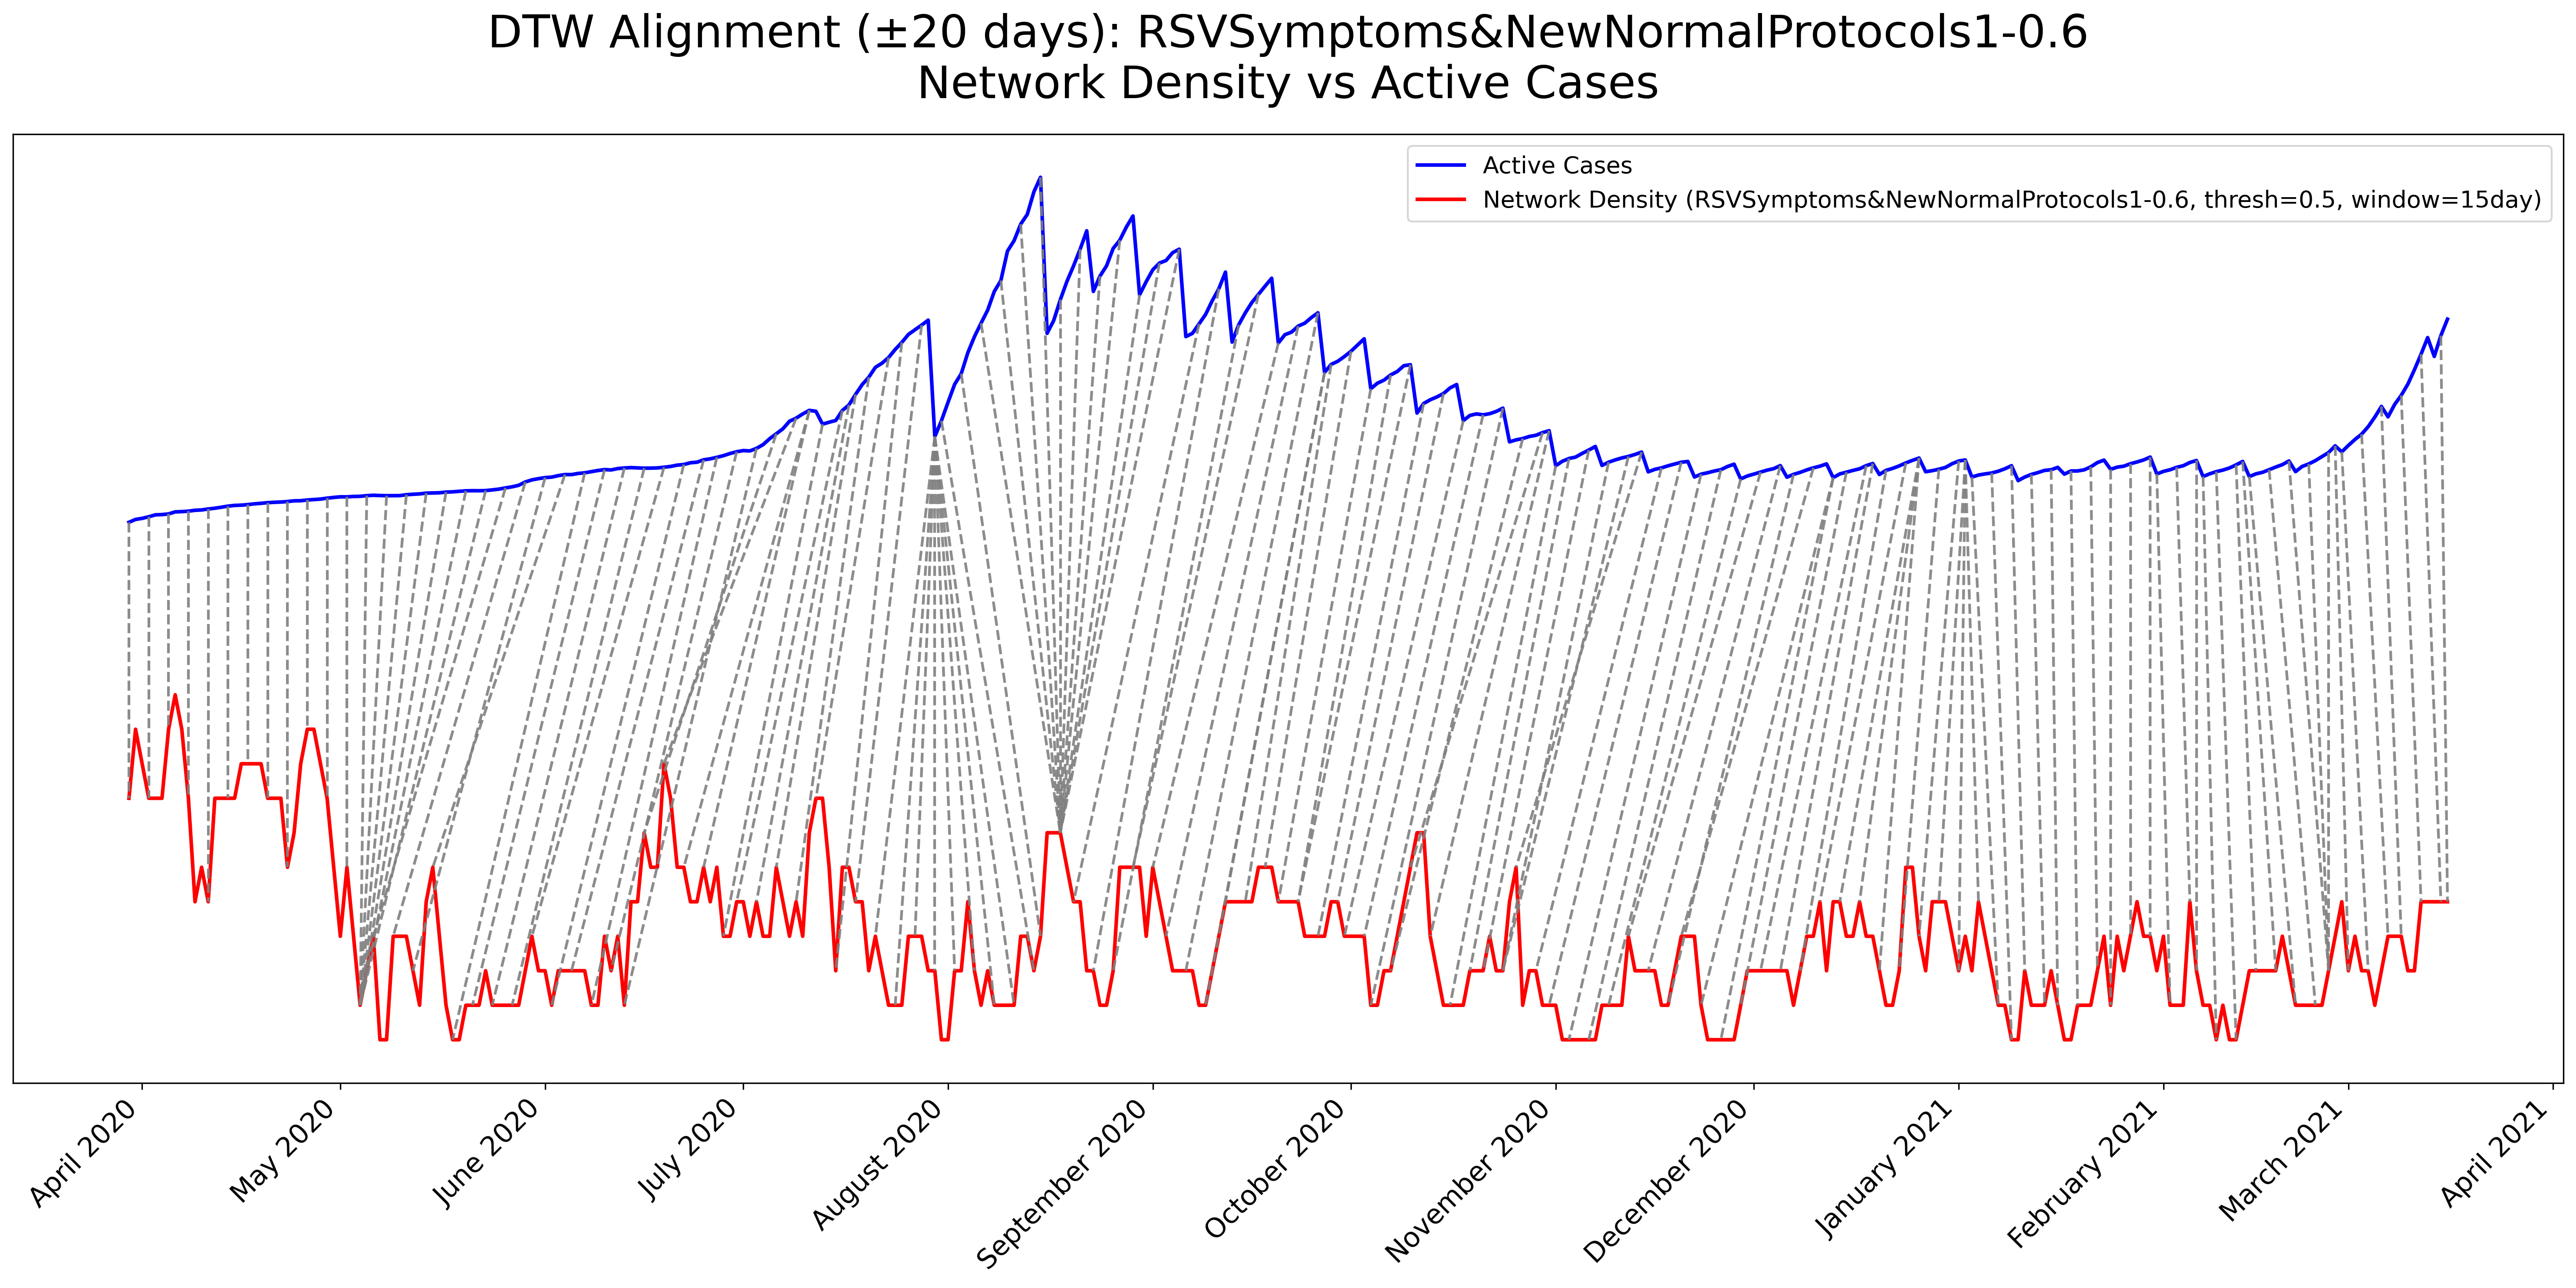 DTW Alignment (±20 days): RSVSymptoms&NewNormalProtocols1-0.6
Network Density vs Active Cases
Active Cases
Network Density (RSVSymptoms&NewNormalProtocols1-0.6, thresh=0.5, window=15day)
April 2020
May 2020
June 2020
July 2020
August 2020
September 2020
October 2020
November 2020
December 2020
January 2021
February 2021
March 2021
April 2021